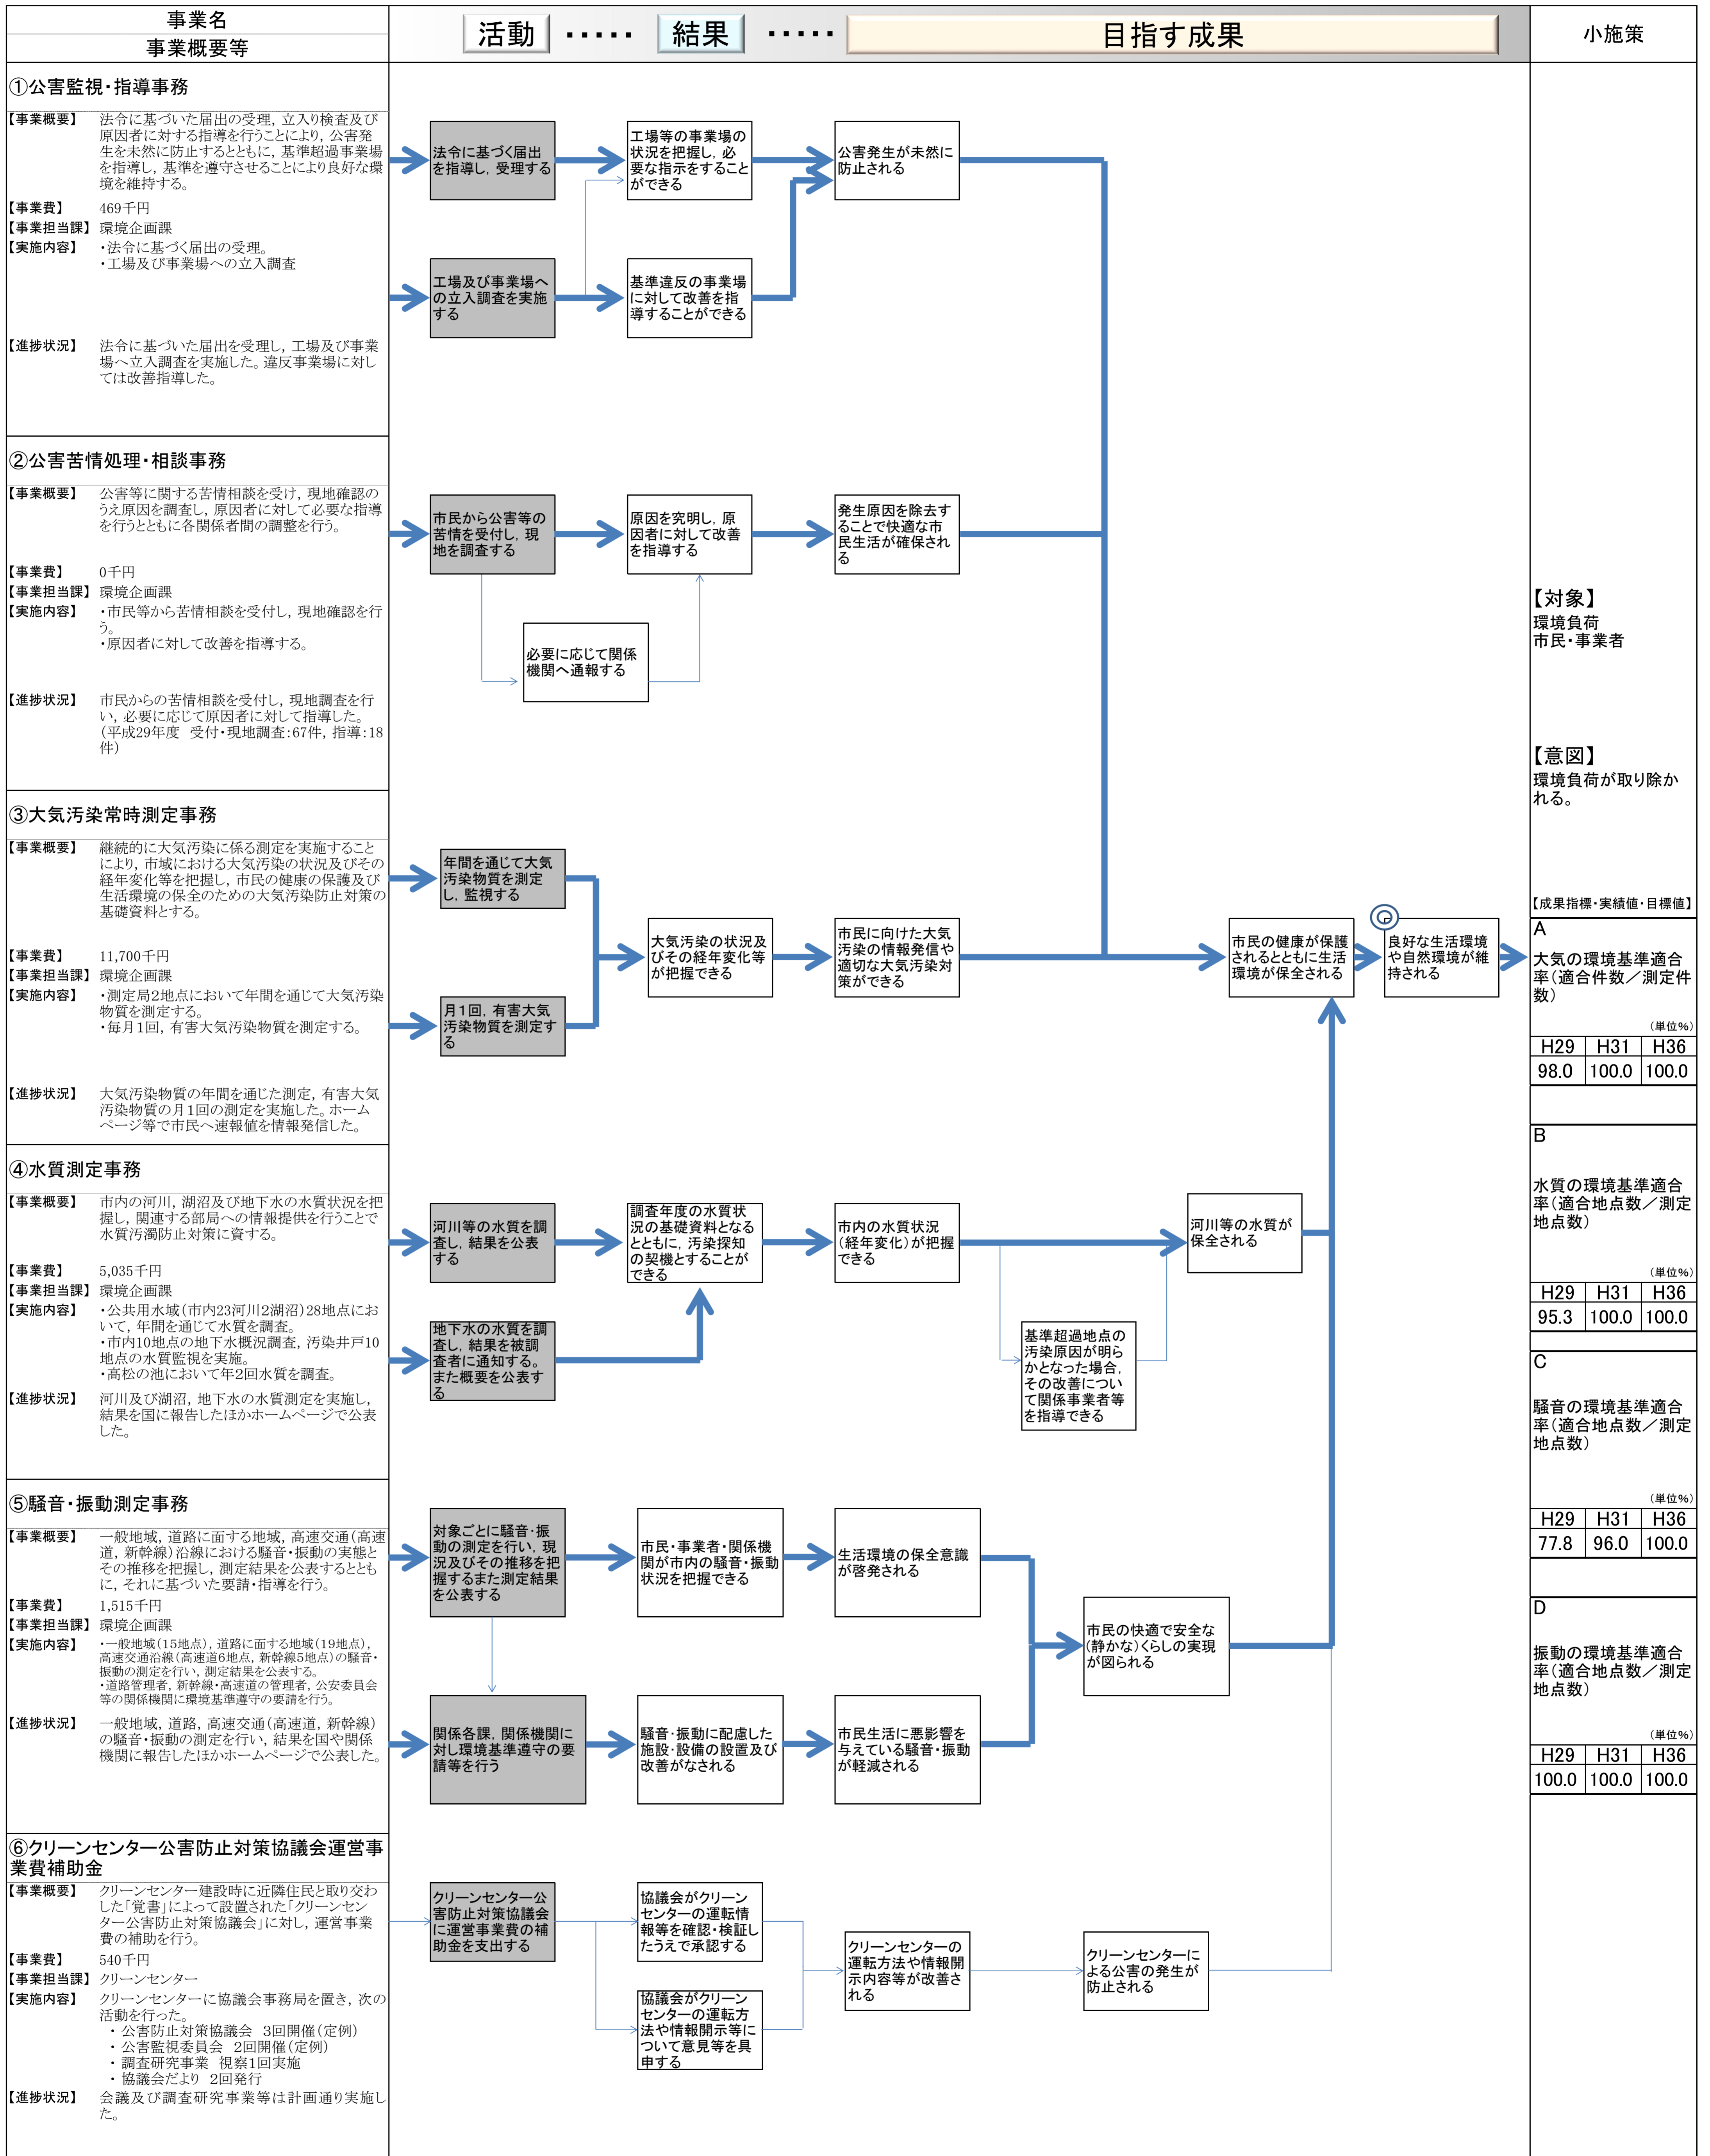 事業名
事業概要等
活動
・・・・・
結果
・・・・・
目指す成果
小施策
①公害監視・指導事務
【事業概要】
法令に基づいた届出の受理，立入り検査及び
原因者に対する指導を行うことにより，公害発
生を未然に防止するとともに，基準超過事業場
を指導し，基準を遵守させることにより良好な環
境を維持する。
【事業費】
469千円
【事業担当課】
環境企画課
【実施内容】
・法令に基づく届出の受理。
・工場及び事業場への立入調査
【進捗状況】
法令に基づいた届出を受理し，工場及び事業
場へ立入調査を実施した。違反事業場に対し
ては改善指導した。
法令に基づく届出
を指導し，受理する
工場等の事業場の
状況を把握し，必
要な指示をすること
ができる
公害発生が未然に
防止される
工場及び事業場へ
の立入調査を実施
する
基準違反の事業場
に対して改善を指
導することができる
②公害苦情処理・相談事務
【事業概要】
公害等に関する苦情相談を受け，現地確認の
うえ原因を調査し，原因者に対して必要な指導
を行うとともに各関係者間の調整を行う。
【事業費】
0千円
【事業担当課】
環境企画課
【実施内容】
・市民等から苦情相談を受付し，現地確認を行
う。
・原因者に対して改善を指導する。
【進捗状況】
市民からの苦情相談を受付し，現地調査を行
い，必要に応じて原因者に対して指導した。
（平成29年度　受付・現地調査：67件，指導：18
件）
市民から公害等の
苦情を受付し，現
地を調査する
原因を究明し，原
因者に対して改善
を指導する
発生原因を除去す
ることで快適な市
民生活が確保され
る
必要に応じて関係
機関へ通報する
③大気汚染常時測定事務
【事業概要】
継続的に大気汚染に係る測定を実施すること
により，市域における大気汚染の状況及びその
経年変化等を把握し，市民の健康の保護及び
生活環境の保全のための大気汚染防止対策の
基礎資料とする。
【事業費】
11,700千円
【事業担当課】
環境企画課
【実施内容】
・測定局2地点において年間を通じて大気汚染
物質を測定する。
・毎月1回，有害大気汚染物質を測定する。
【進捗状況】
大気汚染物質の年間を通じた測定，有害大気
汚染物質の月1回の測定を実施した。ホーム
ページ等で市民へ速報値を情報発信した。
年間を通じて大気
汚染物質を測定
し，監視する
月１回，有害大気
汚染物質を測定す
る
大気汚染の状況及
びその経年変化等
が把握できる
市民に向けた大気
汚染の情報発信や
適切な大気汚染対
策ができる
市民の健康が保護
されるとともに生活
環境が保全される
良好な生活環境
や自然環境が維
持される
④水質測定事務
【事業概要】
市内の河川，湖沼及び地下水の水質状況を把
握し，関連する部局への情報提供を行うことで
水質汚濁防止対策に資する。
【事業費】
5,035千円
【事業担当課】
環境企画課
【実施内容】
・公共用水域（市内23河川2湖沼）28地点にお
いて，年間を通じて水質を調査。
・市内10地点の地下水概況調査，汚染井戸10
地点の水質監視を実施。
・高松の池において年2回水質を調査。
【進捗状況】
河川及び湖沼，地下水の水質測定を実施し，
結果を国に報告したほかホームページで公表
した。
河川等の水質を調
査し，結果を公表
する
調査年度の水質状
況の基礎資料となる
とともに，汚染探知
の契機とすることが
できる
市内の水質状況
（経年変化）が把握
できる
河川等の水質が
保全される
地下水の水質を調
査し，結果を被調
査者に通知する。
また概要を公表す
る
基準超過地点の
汚染原因が明ら
かとなった場合，
その改善につい
て関係事業者等
を指導できる
⑤騒音・振動測定事務
【事業概要】
一般地域，道路に面する地域，高速交通（高速
道，新幹線）沿線における騒音・振動の実態と
その推移を把握し，測定結果を公表するととも
に，それに基づいた要請・指導を行う。
【事業費】
1,515千円
【事業担当課】
環境企画課
【実施内容】
・一般地域（15地点），道路に面する地域（19地点），
高速交通沿線（高速道6地点，新幹線5地点）の騒音・
振動の測定を行い，測定結果を公表する。
・道路管理者，新幹線・高速道の管理者，公安委員会
等の関係機関に環境基準遵守の要請を行う。
【進捗状況】
一般地域，道路，高速交通（高速道，新幹線）
の騒音・振動の測定を行い，結果を国や関係
機関に報告したほかホームページで公表した。
対象ごとに騒音・振
動の測定を行い，現
況及びその推移を把
握するまた測定結果
を公表する
市民・事業者・関係機
関が市内の騒音・振動
状況を把握できる
生活環境の保全意識
が啓発される
市民の快適で安全な
（静かな）くらしの実現
が図られる
関係各課，関係機関に
対し環境基準遵守の要
請等を行う
騒音・振動に配慮した
施設・設備の設置及び
改善がなされる
市民生活に悪影響を
与えている騒音・振動
が軽減される
⑥クリーンセンター公害防止対策協議会運営事
業費補助金
【事業概要】
クリーンセンター建設時に近隣住民と取り交わ
した「覚書」によって設置された「クリーンセン
ター公害防止対策協議会」に対し，運営事業
費の補助を行う。
【事業費】
540千円
【事業担当課】
クリーンセンター
【実施内容】
クリーンセンターに協議会事務局を置き，次の
活動を行った。
・ 公害防止対策協議会　3回開催（定例）
・ 公害監視委員会　2回開催（定例）
・ 調査研究事業　視察1回実施
・ 協議会だより　2回発行
【進捗状況】
会議及び調査研究事業等は計画通り実施し
た。
クリーンセンター公
害防止対策協議会
に運営事業費の補
助金を支出する
協議会がクリーン
センターの運転情
報等を確認・検証し
たうえで承認する
協議会がクリーン
センターの運転方
法や情報開示等に
ついて意見等を具
申する
クリーンセンターの
運転方法や情報開
示内容等が改善さ
れる
クリーンセンターに
よる公害の発生が
防止される
【対象】
環境負荷
市民・事業者
【意図】
環境負荷が取り除か
れる。
【成果指標・実績値・目標値】
A
大気の環境基準適合
率（適合件数／測定件
数）
（単位％）
H29 H31 H36
98.0 100.0 100.0
B
水質の環境基準適合
率（適合地点数／測定
地点数）
（単位％）
H29 H31 H36
95.3 100.0 100.0
C
騒音の環境基準適合
率（適合地点数／測定
地点数）
（単位％）
H29 H31 H36
77.8 96.0 100.0
D
振動の環境基準適合
率（適合地点数／測定
地点数）
（単位％）
H29 H31 H36
100.0 100.0 100.0